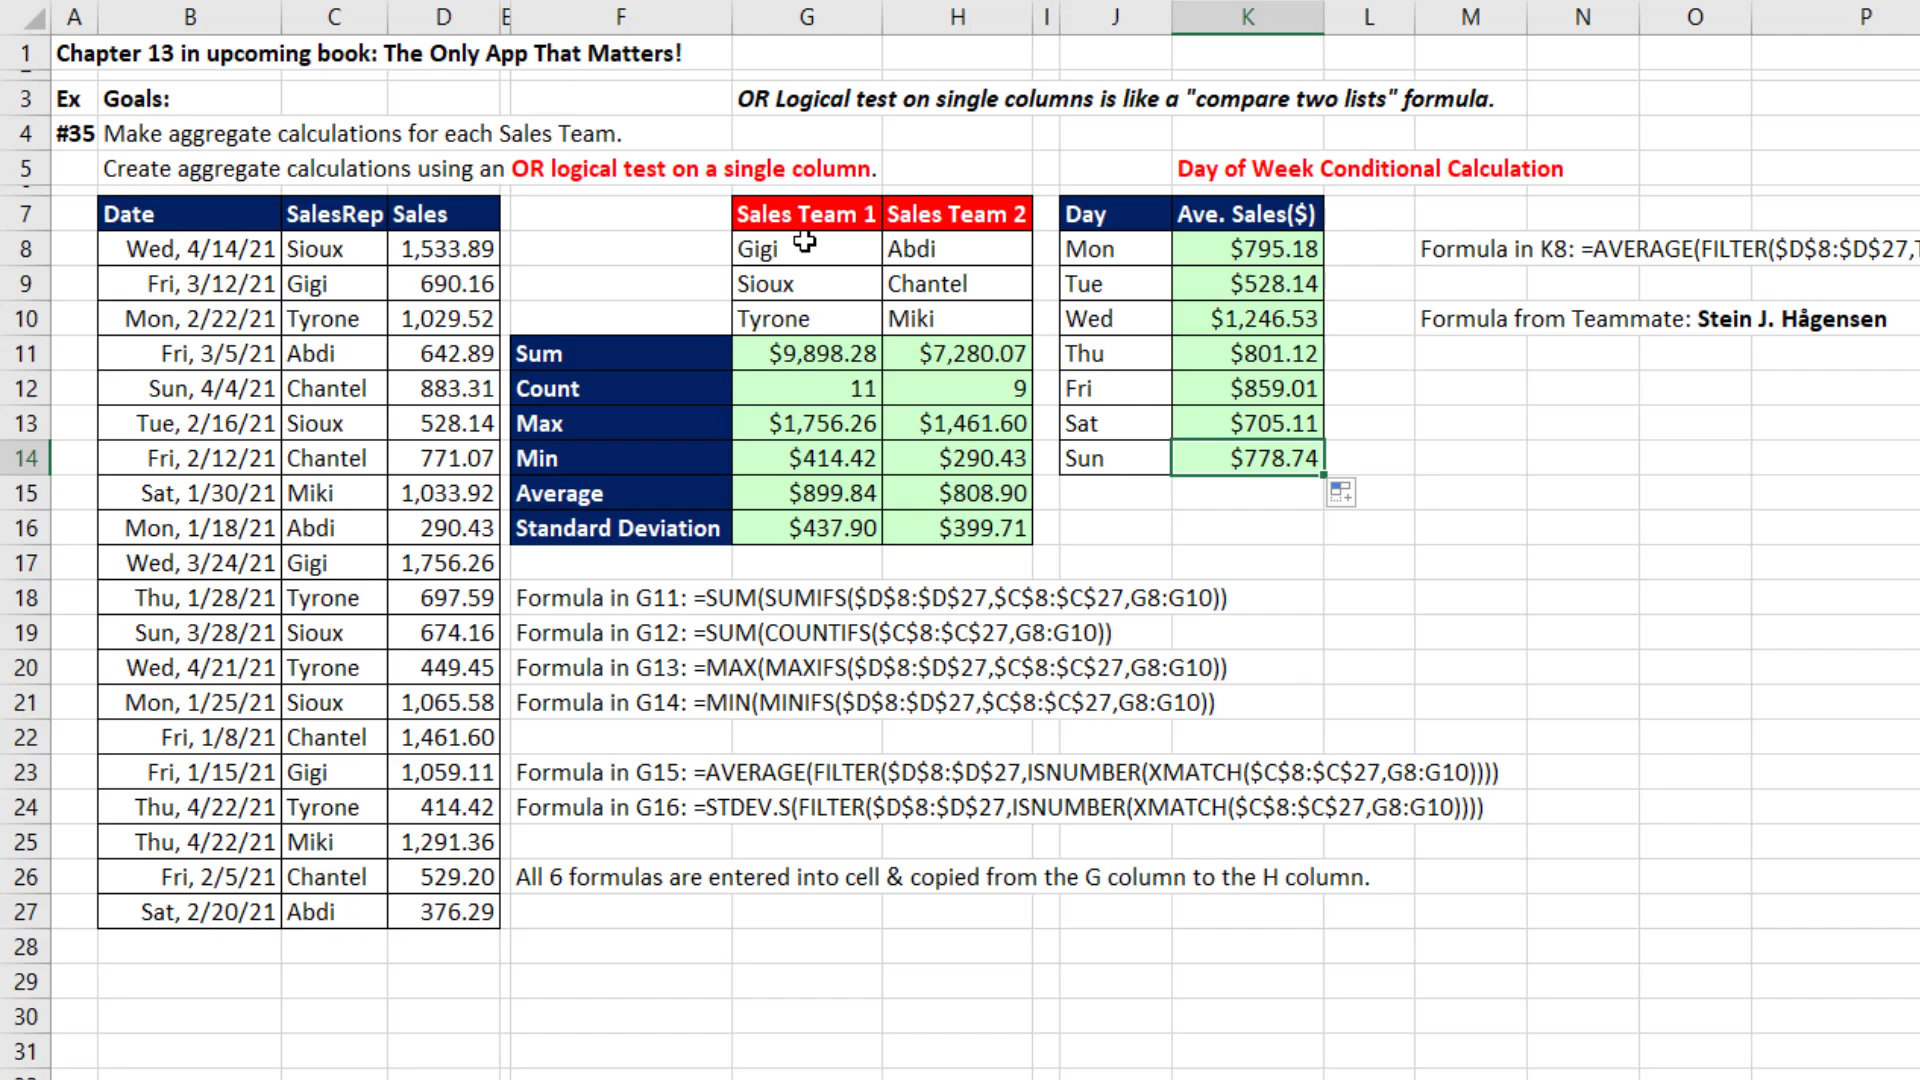 A B C D E F G H I J K L M N O P
1 Chapter 13 in upcoming book: The Only App That Matters!
3 Ex Goals: OR Logical test on single columns is like a "compare two lists" formula.
4 #35 Make aggregate calculations for each Sales Team.
5 Create aggregate calculations using an OR logical test on a single column. Day of Week Conditional Calculation
7 Date SalesRep Sales Sales Team 1 Sales Team 2 Day Ave. Sales($)
8 Wed, 4/14/21 Sioux 1,533.89 Gigi Abdi Mon $795.18 Formula in K8: =AVERAGE(FILTER($D$8:$D$27,
9 Fri, 3/12/21 Gigi 690.16 Sioux Chantel Tue $528.14
10 Mon, 2/22/21 Tyrone 1,029.52 Tyrone Miki Wed $1,246.53 Formula from Teammate: Stein J. Hågensen
11 Fri, 3/5/21 Abdi 642.89 Sum $9,898.28 $7,280.07 Thu $801.12
12 Sun, 4/4/21 Chantel 883.31 Count 11 9 Fri $859.01
13 Tue, 2/16/21 Sioux 528.14 Max $1,756.26 $1,461.60 Sat $705.11
14 Fri, 2/12/21 Chantel 771.07 Min $414.42 $290.43 Sun $778.74
15 Sat, 1/30/21 Miki 1,033.92 Average $899.84 $808.90
16 Mon, 1/18/21 Abdi 290.43 Standard Deviation $437.90 $399.71
17 Wed, 3/24/21 Gigi 1,756.26
18 Thu, 1/28/21 Tyrone 697.59 Formula in G11: =SUM(SUMIFS($D$8:$D$27,$C$8:$C$27,G8:G10))
19 Sun, 3/28/21 Sioux 674.16 Formula in G12: =SUM(COUNTIFS($C$8:$C$27,G8:G10))
20 Wed, 4/21/21 Tyrone 449.45 Formula in G13: =MAX(MAXIFS($D$8:$D$27,$C$8:$C$27,G8:G10))
21 Mon, 1/25/21 Sioux 1,065.58 Formula in G14: =MIN(MINIFS($D$8:$D$27,$C$8:$C$27,G8:G10))
22 Fri, 1/8/21 Chantel 1,461.60
23 Fri, 1/15/21 Gigi 1,059.11 Formula in G15: =AVERAGE(FILTER($D$8:$D$27,ISNUMBER(XMATCH($C$8:$C$27,G8:G10))))
24 Thu, 4/22/21 Tyrone 414.42 Formula in G16: =STDEV.S(FILTER($D$8:$D$27,ISNUMBER(XMATCH($C$8:$C$27,G8:G10))))
25 Thu, 4/22/21 Miki 1,291.36
26 Fri, 2/5/21 Chantel 529.20 All 6 formulas are entered into cell & copied from the G column to the H column.
27 Sat, 2/20/21 Abdi 376.29
28
29
30
31